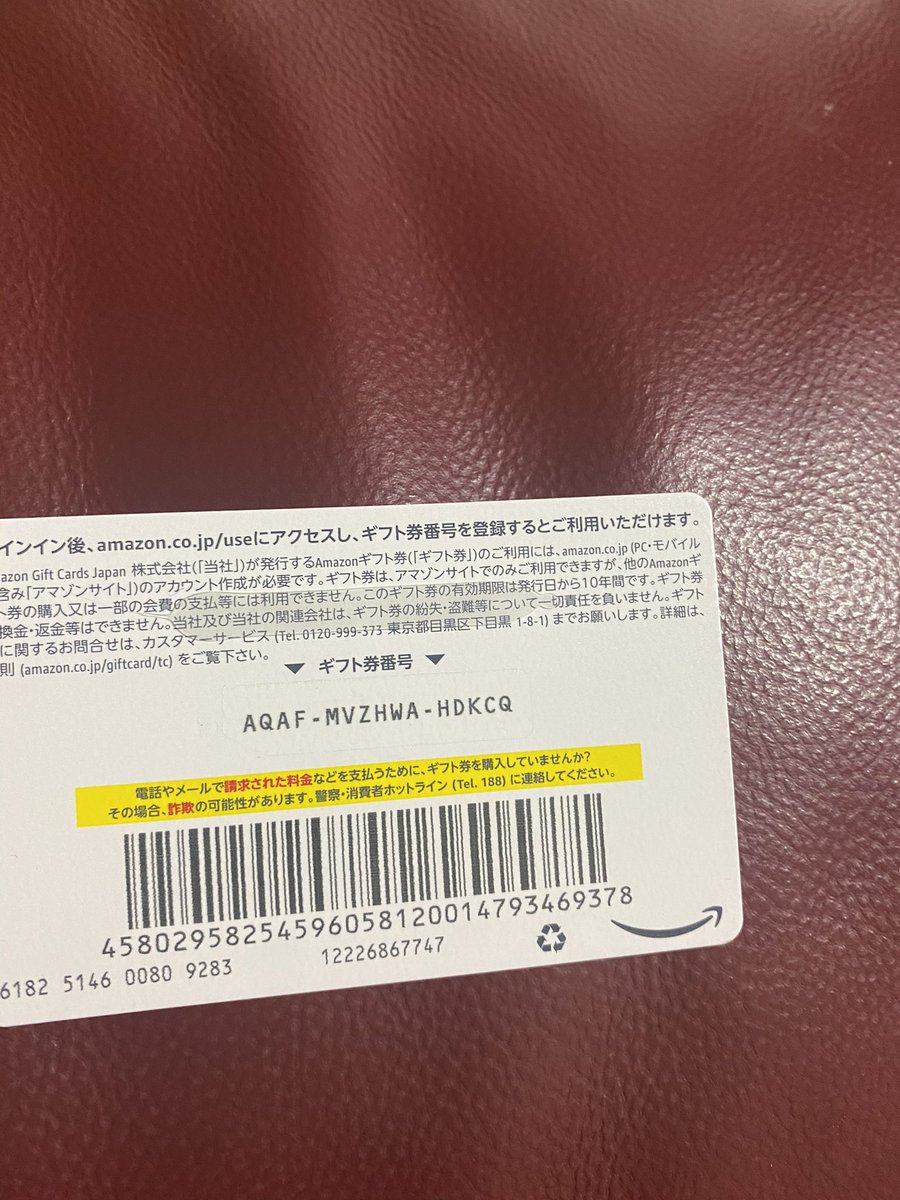 インイン後、amazon.co.jp/useにアクセスし、ギフト券番号を登録するとご利用いただけます。
azon Gift Cards Japan 株式会社(「当社」)が発行するAmazonギフト券(「ギフト券」)のご利用には、amazon.co.jp (PC・モバイル
含み「アマゾンサイト」)のアカウント作成が必要です。ギフト券は、アマゾンサイトでのみご利用できますが、他のAmazonギ
ト券の購入又は一部の会費の支払等には利用できません。このギフト券の有効期限は発行日から10年間です。ギフト券
換金・返金等はできません。当社及び当社の関連会社は、ギフト券の紛失・盗難等について一切責任を負いません。ギフト
に関するお問合せは、カスタマーサービス (Tel. 0120-999-373 東京都目黒区下目黒 1-8-1) までお願いします。詳細は、
則 (amazon.co.jp/giftcard/tc) をご覧下さい。
▼ ギフト券番号 ▼
AQAF-MVZHWA-HDKCQ
電話やメールで請求された料金などを支払うために、ギフト券を購入していませんか?
その場合、詐欺の可能性があります。警察・消費者ホットライン (Tel. 188) に連絡してください。
45802958254596058120014793469378
6182 5146 0080 9283
12226867747